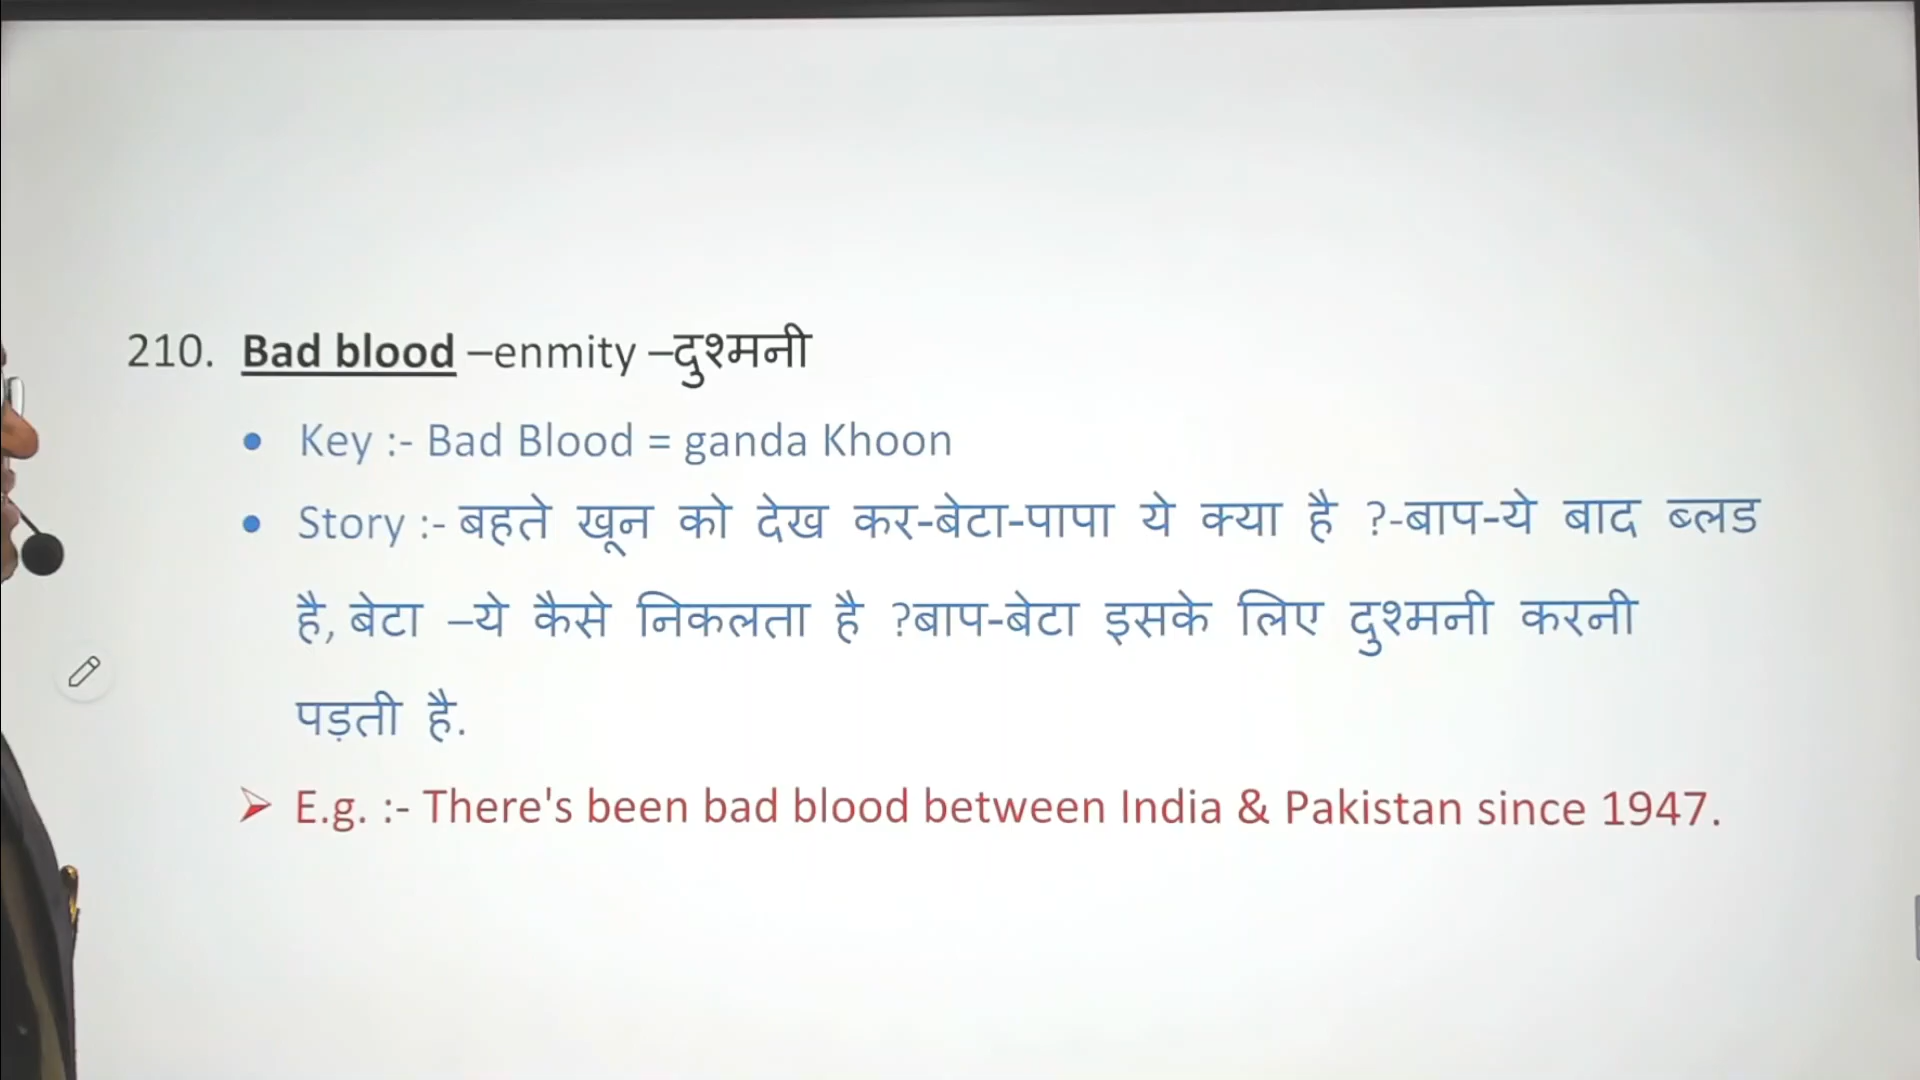 210. Bad blood –enmity –दुश्मनी
• Key :- Bad Blood = ganda Khoon
• Story :- बहते खून को देख कर-बेटा-पापा ये क्या है ?-बाप-ये बाद ब्लड
है, बेटा –ये कैसे निकलता है ?बाप-बेटा इसके लिए दुश्मनी करनी
पड़ती है.
➢ E.g. :- There's been bad blood between India & Pakistan since 1947.